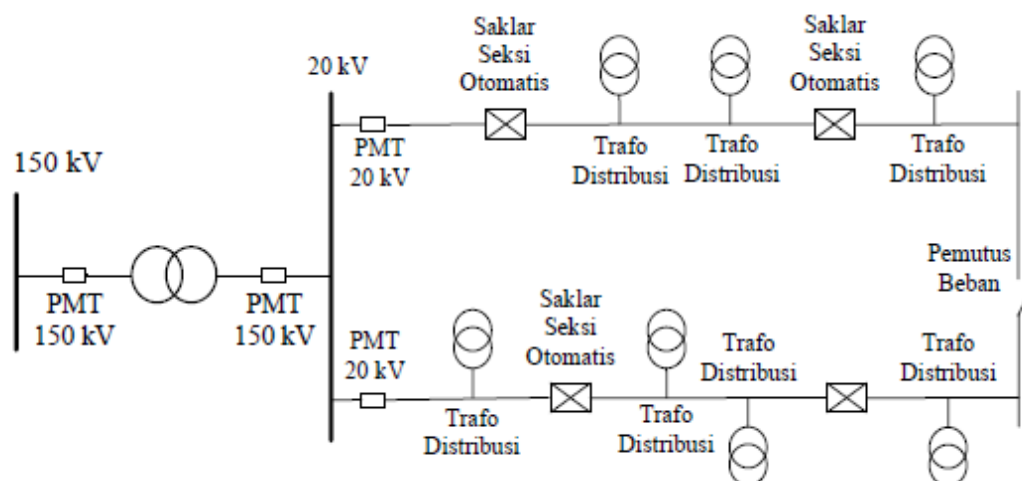 150 kV
PMT
150 kV
PMT
150 kV
20 kV
PMT
20 kV
Saklar
Seksi
Otomatis
Trafo
Distribusi
Trafo
Distribusi
Saklar
Seksi
Otomatis
Trafo
Distribusi
Pemutus
Beban
PMT
20 kV
Trafo
Distribusi
Saklar
Seksi
Otomatis
Trafo
Distribusi
Trafo
Distribusi
Trafo
Distribusi